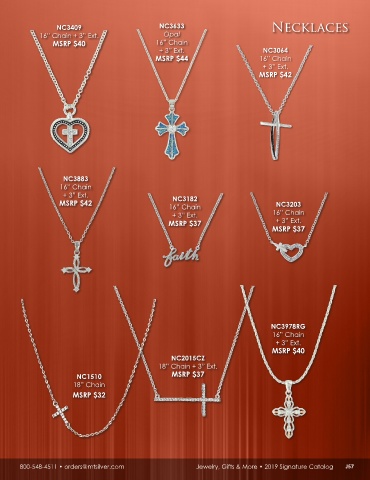 NECKLACES
NC3409
16" Chain + 3" Ext.
MSRP $40
NC3633
Opal
16" Chain
+ 3" Ext.
MSRP $44
NC3064
16" Chain
+ 3" Ext.
MSRP $42
NC3883
16" Chain
+ 3" Ext.
MSRP $42
NC3182
16" Chain
+ 3" Ext.
MSRP $37
faith
NC3203
16" Chain
+ 3" Ext.
MSRP $37
NC1510
18" Chain
MSRP $32
NC2015CZ
18" Chain + 3" Ext.
MSRP $37
NC3978RG
16" Chain
+ 3" Ext.
MSRP $40
800-548-4511 • orders@mtsilver.com
Jewelry, Gifts & More • 2019 Signature Catalog